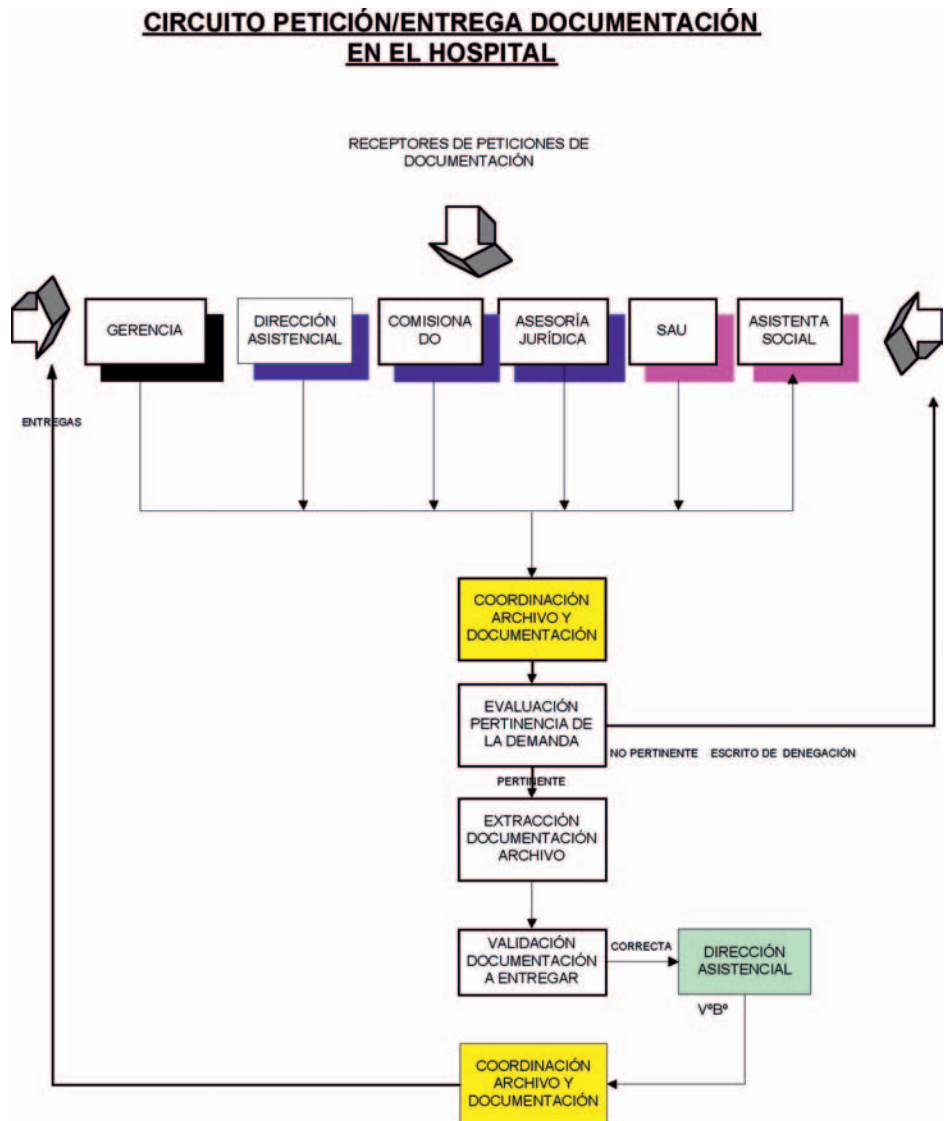 CIRCUITO PETICIÓN/ENTREGA DOCUMENTACIÓN
EN EL HOSPITAL
RECEPTORES DE PETICIONES DE
DOCUMENTACIÓN
GERENCIA
DIRECCIÓN
ASISTENCIAL
COMISIONA
DO
ASESORÍA
JURÍDICA
SAU
ASISTENTA
SOCIAL
ENTREGAS
COORDINACIÓN
ARCHIVO Y
DOCUMENTACIÓN
EVALUACIÓN
PERTINENCIA DE
LA DEMANDA
NO PERTINENTE ESCRITO DE DENEGACIÓN
PERTINENTE
EXTRACCIÓN
DOCUMENTACIÓN
ARCHIVO
VALIDACIÓN
DOCUMENTACIÓN
A ENTREGAR
CORRECTA
DIRECCIÓN
ASISTENCIAL
VºBº
COORDINACIÓN
ARCHIVO Y
DOCUMENTACIÓN